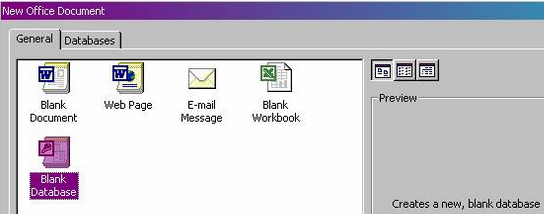 New Office Document
General Databases
Blank Document
Web Page
E-mail Message
Blank Workbook
Preview
Blank Database
Creates a new, blank database